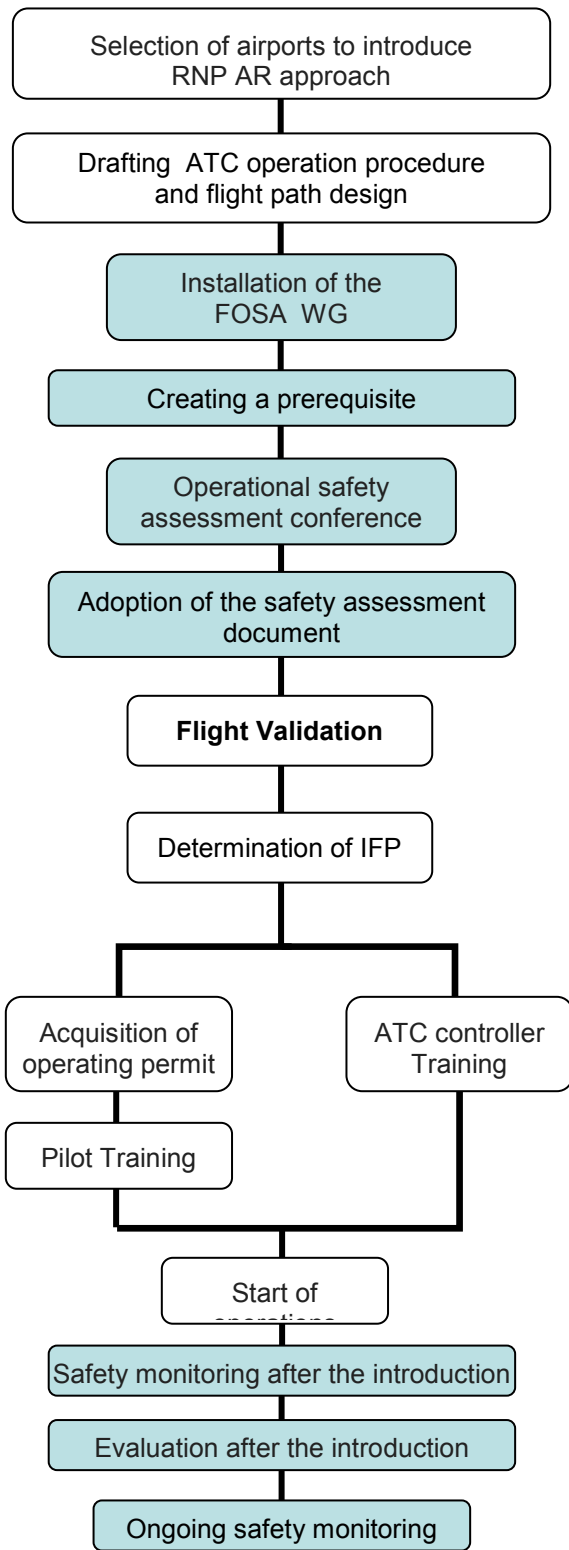 Selection of airports to introduce
RNP AR approach
Drafting ATC operation procedure
and flight path design
Installation of the
FOSA WG
Creating a prerequisite
Operational safety
assessment conference
Adoption of the safety assessment
document
Flight Validation
Determination of IFP
Acquisition of
operating permit
ATC controller
Training
Pilot Training
Start of
Safety monitoring after the introduction
Evaluation after the introduction
Ongoing safety monitoring